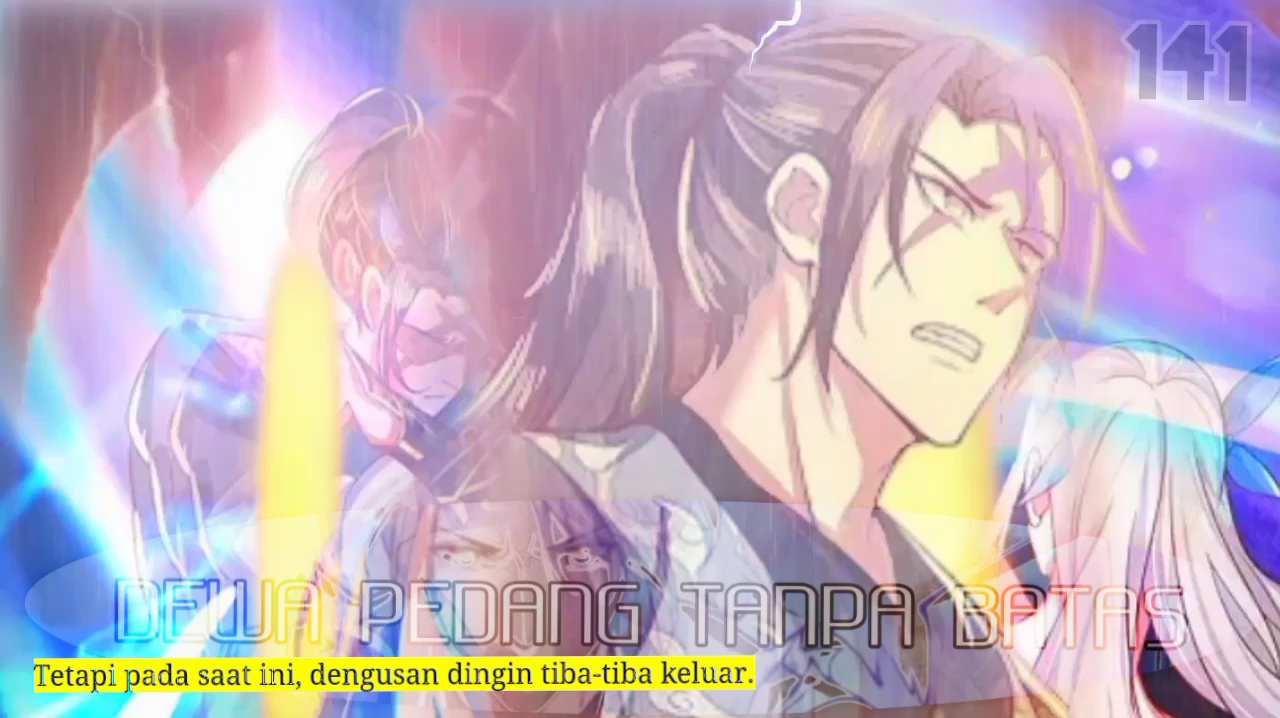 141
DEWA PEDANG TANPA BATAS
Tetapi pada saat ini, dengusan dingin tiba-tiba keluar.